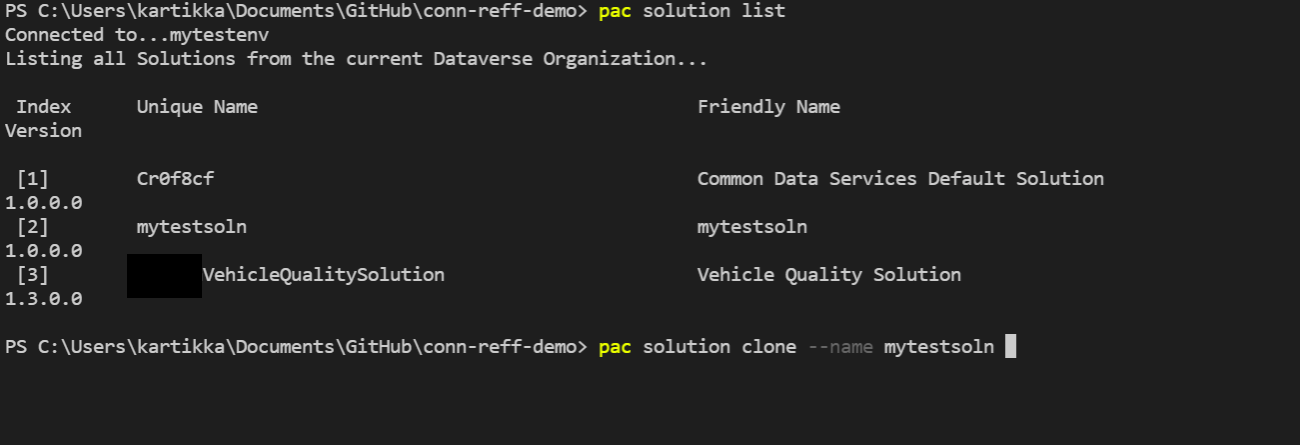 PS C:\Users\kartikka\Documents\GitHub\conn-reff-demo> pac solution list
Connected to...mytestenv
Listing all Solutions from the current Dataverse Organization...
Index Unique Name Friendly Name
Version
[1] Cr0f8cf Common Data Services Default Solution
1.0.0.0
[2] mytestsoln mytestsoln
1.0.0.0
[3] VehicleQualitySolution Vehicle Quality Solution
1.3.0.0
PS C:\Users\kartikka\Documents\GitHub\conn-reff-demo> pac solution clone --name mytestsoln